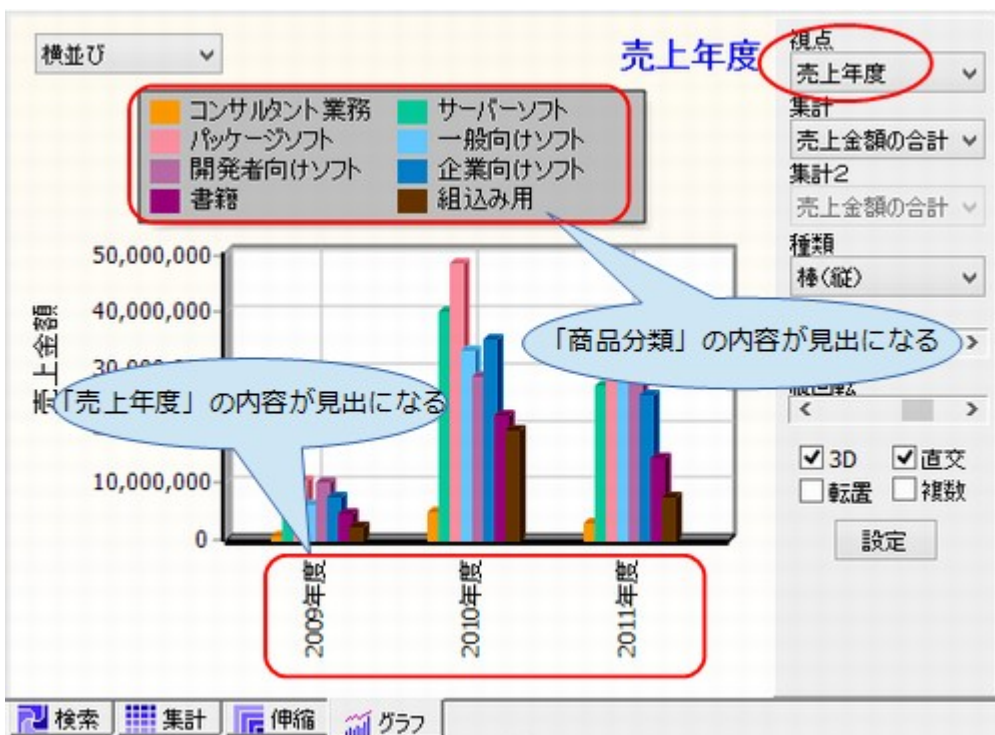 横並び
売上年度
コンサルタント業務
サーバーソフト
パッケージソフト
一般向けソフト
開発者向けソフト
企業向けソフト
書籍
組込み用
「商品分類」の内容が見出になる
「売上年度」の内容が見出になる
売上金額
50,000,000
40,000,000
10,000,000
0
2009年度
2010年度
2011年度
視点
売上年度
集計
売上金額の合計
集計2
売上金額の合計
種類
棒(縦)
3D
直交
転置
複数
設定
検索
集計
伸縮
グラフ